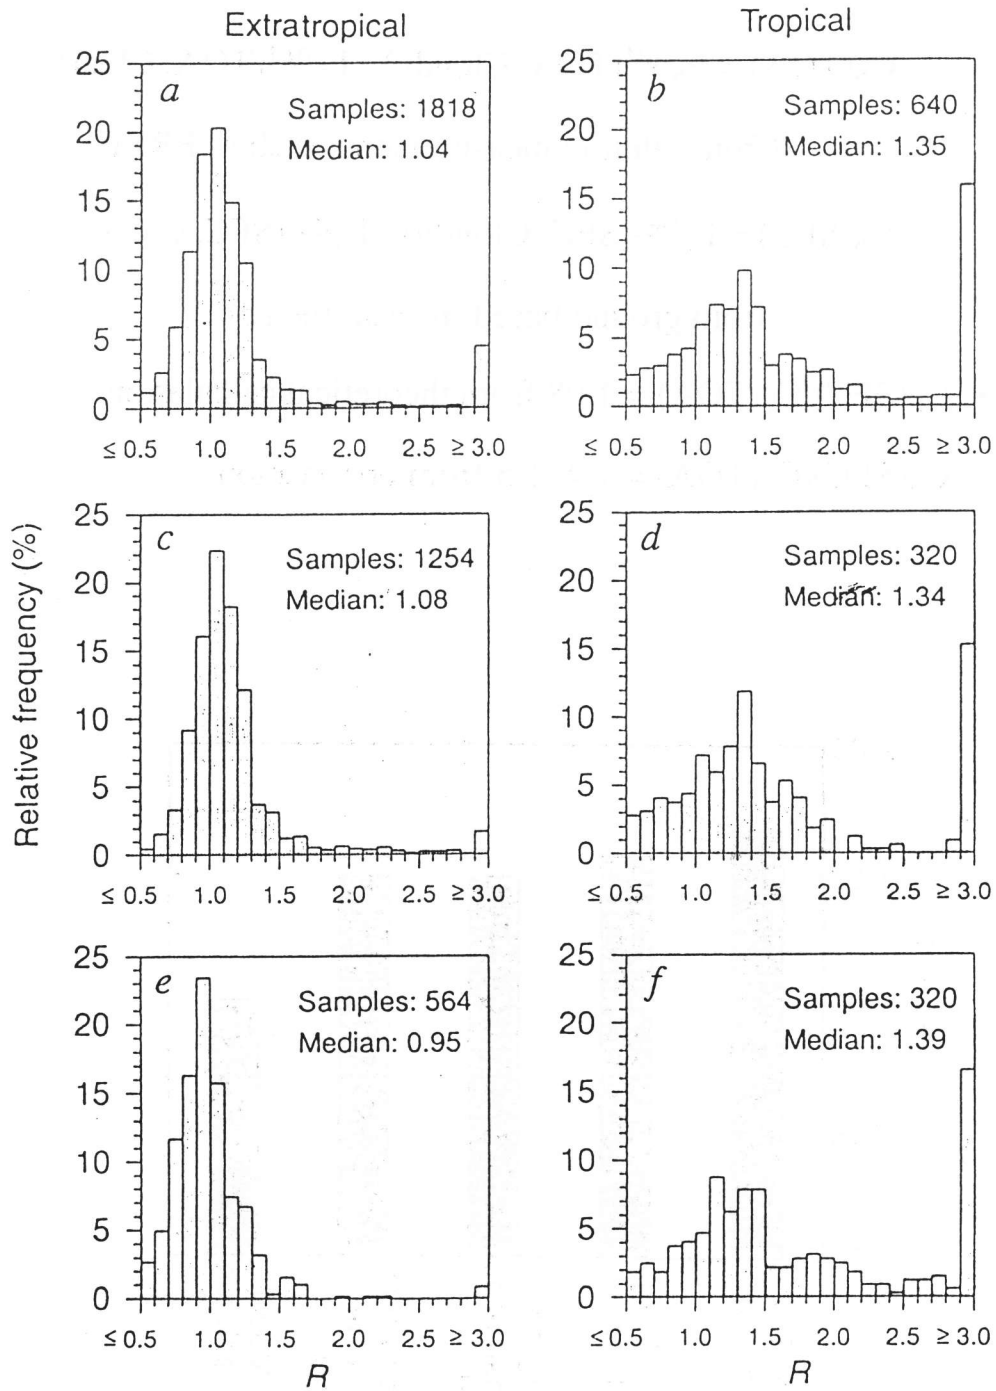 Extratropical
Tropical
25
20
15
10
5
0
a
Samples: 1818
Median: 1.04
≤ 0.5 1.0 1.5 2.0 2.5 ≥ 3.0
25
20
15
10
5
0
b
Samples: 640
Median: 1.35
≤ 0.5 1.0 1.5 2.0 2.5 ≥ 3.0
Relative frequency (%)
25
20
15
10
5
0
c
Samples: 1254
Median: 1.08
≤ 0.5 1.0 1.5 2.0 2.5 ≥ 3.0
25
20
15
10
5
0
d
Samples: 320
Median: 1.34
≤ 0.5 1.0 1.5 2.0 2.5 ≥ 3.0
25
20
15
10
5
0
e
Samples: 564
Median: 0.95
≤ 0.5 1.0 1.5 2.0 2.5 ≥ 3.0
R
25
20
15
10
5
0
f
Samples: 320
Median: 1.39
≤ 0.5 1.0 1.5 2.0 2.5 ≥ 3.0
R